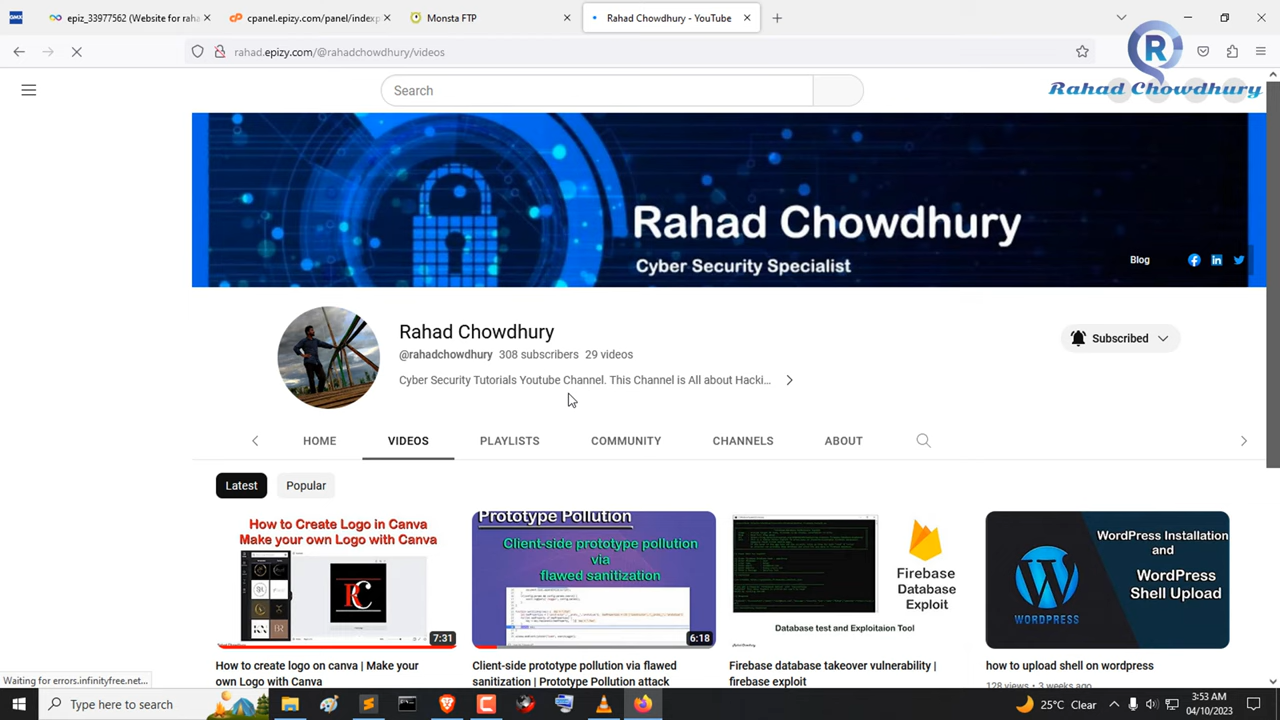 GMX
epiz_33977562 (Website for raha
cpanel.epizy.com/panel/indexp
Monsta FTP
Rahad Chowdhury - YouTube
rahad.epizy.com/@rahadchowdhury/videos
R
Rahad Chowdhury
Search
Rahad Chowdhury
Cyber Security Specialist
Blog
Rahad Chowdhury
@rahadchowdhury 308 subscribers 29 videos
Subscribed
Cyber Security Tutorials Youtube Channel. This Channel is All about Hacki...
HOME VIDEOS PLAYLISTS COMMUNITY CHANNELS ABOUT
Latest Popular
How to Create Logo in Canva
Make your own Logo with Canva
7:31
Prototype Pollution
Client-side prototype pollution
via
flawed sanitization
6:18
Firebase
Database
Exploit
Database test and Exploitaion Tool
WordPress Installation
and
WordPress
Shell Upload
WORDPRESS
How to create logo on canva | Make your
own Logo with Canva
Client-side prototype pollution via flawed
sanitization | Prototype Pollution attack
Firebase database takeover vulnerability |
firebase exploit
how to upload shell on wordpress
128 views • 3 weeks ago
Waiting for errors.infinityfree.net...
Type here to search
25°C Clear
3:53 AM
04/10/2023